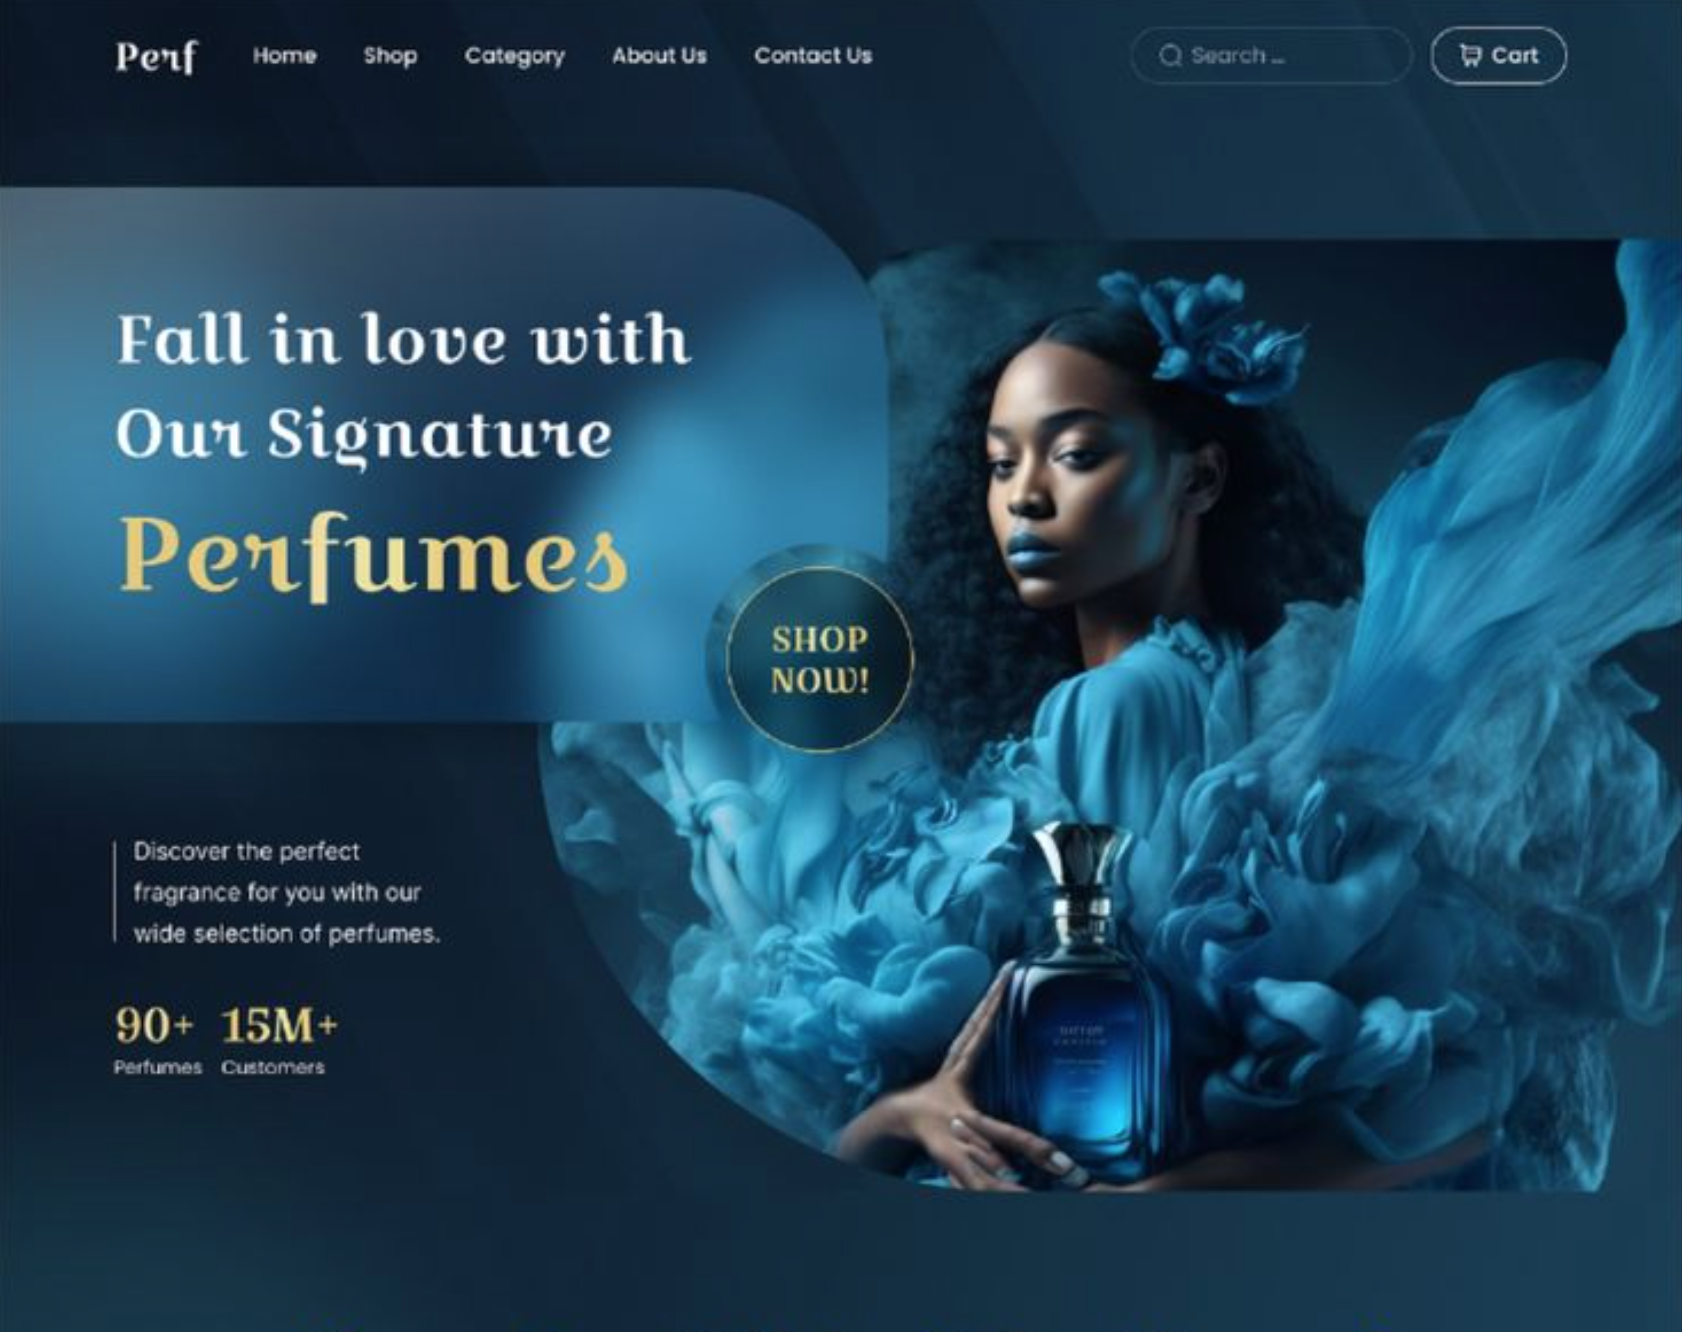 Perf
Home
Shop
Category
About Us
Contact Us
Search ...
Cart
Fall in love with
Our Signature
Perfumes
SHOP
NOW!
Discover the perfect
fragrance for you with our
wide selection of perfumes.
90+ 15M+
Perfumes Customers